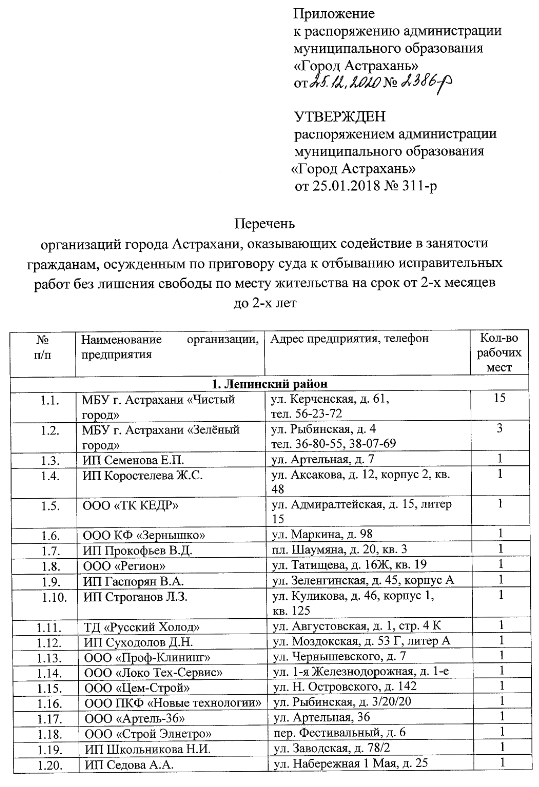 Приложение
к распоряжению администрации
муниципального образования
«Город Астрахань»
от 25.12.2020 № 2386-р
УТВЕРЖДЕН
распоряжением администрации
муниципального образования
«Город Астрахань»
от 25.01.2018 № 311-р
Перечень
организаций города Астрахани, оказывающих содействие в занятости
гражданам, осужденным по приговору суда к отбыванию исправительных
работ без лишения свободы по месту жительства на срок от 2-х месяцев
до 2-х лет
№ Наименование организации, Адрес предприятия, телефон Кол-во
п/п предприятия рабочих
мест
1. Ленинский район
1.1. МБУ г. Астрахани «Чистый ул. Керченская, д. 61, 15
город» тел. 56-23-72
1.2. МБУ г. Астрахани «Зелёный ул. Рыбинская, д. 4 3
город» тел. 36-80-55, 38-07-69
1.3. ИП Семенова Е.П. ул. Артельная, д. 7 1
1.4. ИП Коростелева Ж.С. ул. Аксакова, д. 12, корпус 2, кв. 1
48
1.5. ООО «ТК КЕДР» ул. Адмиралтейская, д. 15, литер 1
15
1.6. ООО КФ «Зернышко» ул. Маркина, д. 98 1
1.7. ИП Прокофьев В.Д. пл. Шаумяна, д. 20, кв. 3 1
1.8. ООО «Регион» ул. Татищева, д. 16Ж, кв. 19 1
1.9. ИП Гаспорян В.А. ул. Зеленгинская, д. 45, корпус А 1
1.10. ИП Строганов Л.З. ул. Куликова, д. 46, корпус 1, 1
кв. 125
1.11. ТД «Русский Холод» ул. Августовская, д. 1, стр. 4 К 1
1.12. ИП Суходолов Д.Н. ул. Моздокская, д. 53 Г, литер А 1
1.13. ООО «Проф-Клининг» ул. Чернышевского, д. 7 1
1.14. ООО «Локо Тех-Сервис» ул. 1-я Железнодорожная, д. 1-е 1
1.15. ООО «Цем-Строй» ул. Н. Островского, д. 142 1
1.16. ООО ПКФ «Новые технологии» ул. Рыбинская, д. 3/20/20 1
1.17. ООО «Артель-36» ул. Артельная, 36 1
1.18. ООО «Строй Элнетро» пер. Фестивальный, д. 6 1
1.19. ИП Школьникова Н.И. ул. Заводская, д. 78/2 1
1.20. ИП Седова А.А. ул. Набережная 1 Мая, д. 25 1